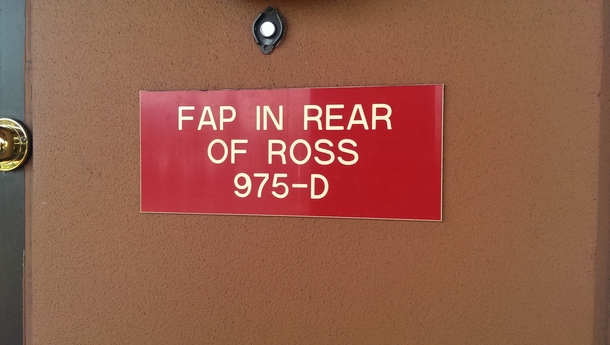 FAP IN REAR
OF ROSS
975-D